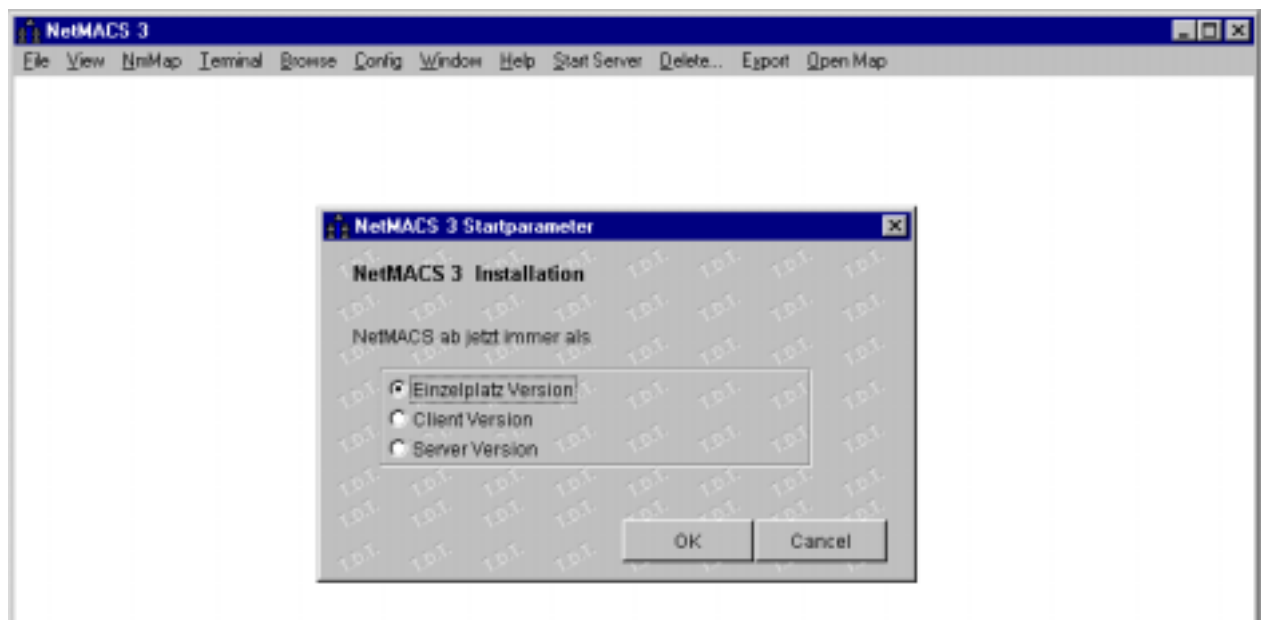 NetMACS 3
File View NmMap Terminal Browse Config Window Help Start Server Delete... Export Open Map
NetMACS 3 Startparameter
NetMACS 3 Installation
NetMACS ab jetzt immer als
Einzelplatz Version
Client Version
Server Version
OK Cancel
T.D.T. T.D.T. T.D.T. T.D.T. T.D.T. T.D.T. T.D.T. T.D.T.